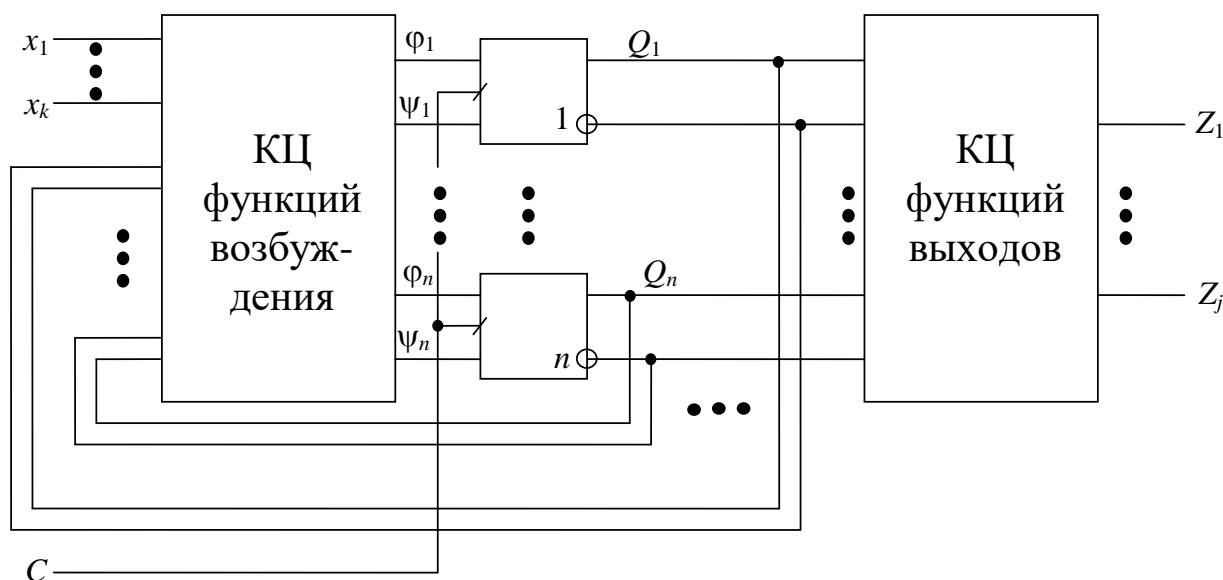 x1
xk
КЦ
функций
возбуж-
дения
φ1
ψ1
φn
ψn
1
n
Q1
Qn
КЦ
функций
выходов
Z1
Zj
C